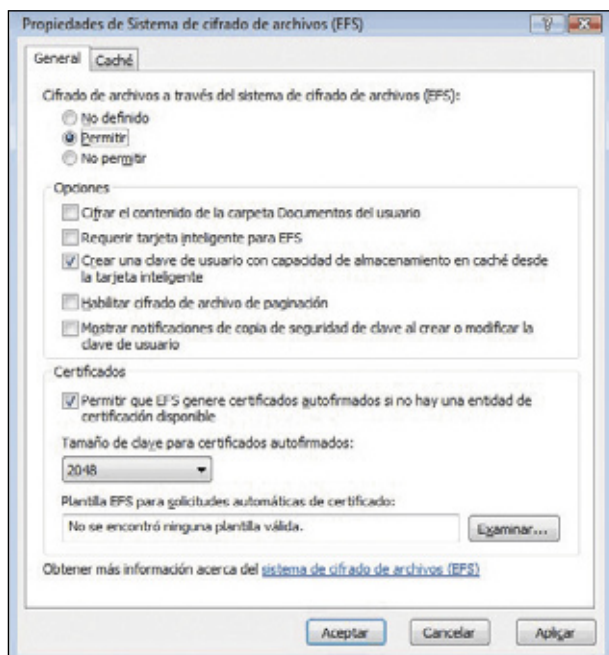 Propiedades de Sistema de cifrado de archivos (EFS)
General Caché
Cifrado de archivos a través del sistema de cifrado de archivos (EFS):
No definido
Permitir
No permitir
Opciones
Cifrar el contenido de la carpeta Documentos del usuario
Requerir tarjeta inteligente para EFS
Crear una clave de usuario con capacidad de almacenamiento en caché desde
la tarjeta inteligente
Habilitar cifrado de archivo de paginación
Mostrar notificaciones de copia de seguridad de clave al crear o modificar la
clave de usuario
Certificados
Permitir que EFS genere certificados autofirmados si no hay una entidad de
certificación disponible
Tamaño de clave para certificados autofirmados:
2048
Plantilla EFS para solicitudes automáticas de certificado:
No se encontró ninguna plantilla válida. Examinar...
Obtener más información acerca del sistema de cifrado de archivos (EFS)
Aceptar Cancelar Aplicar